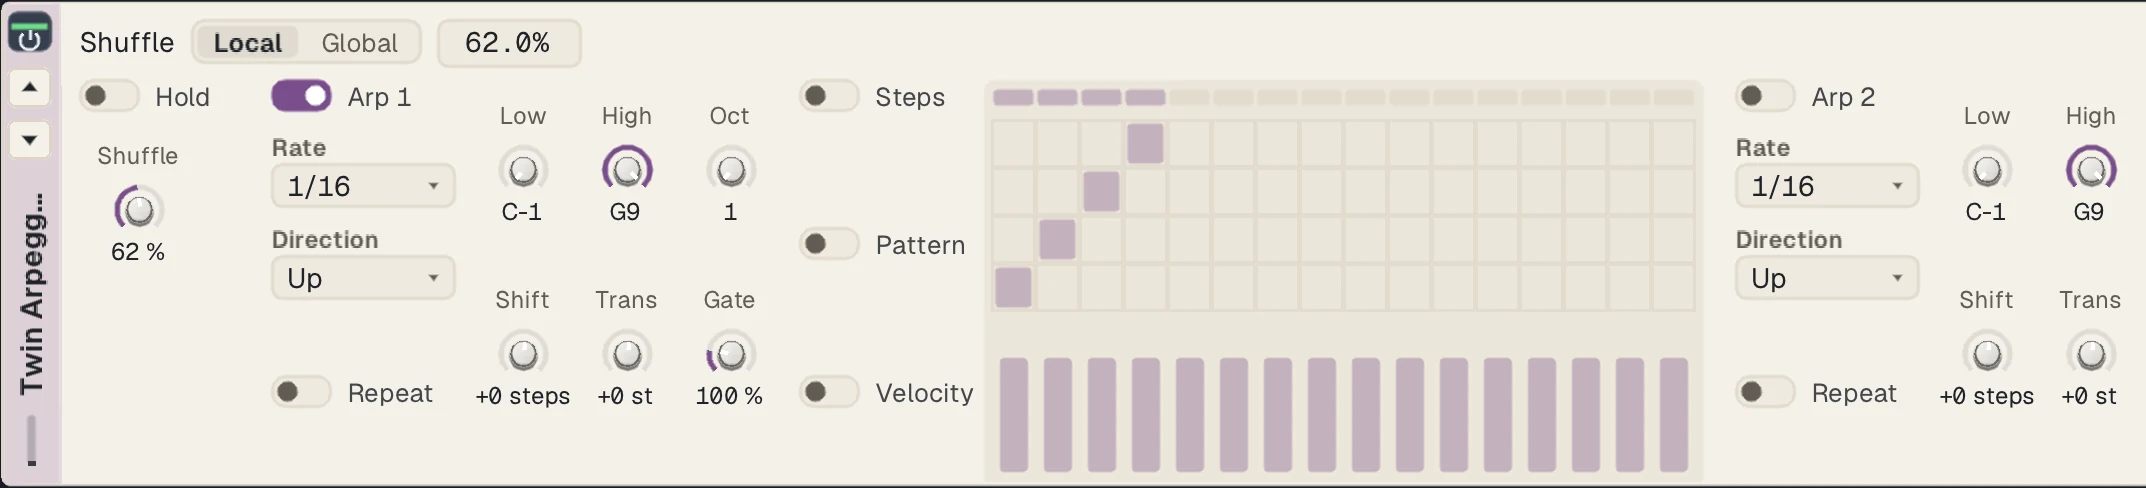 Shuffle Local Global 62.0%
Hold Arp 1 Steps Arp 2
Low High Oct Low High
Shuffle Rate Rate
1/16 1/16
62 % C-1 G9 1 C-1 G9
Direction Pattern Direction
Up Up
Shift Trans Gate Shift Trans
Repeat +0 steps +0 st 100 % Velocity Repeat +0 steps +0 st
Twin Arpegg...